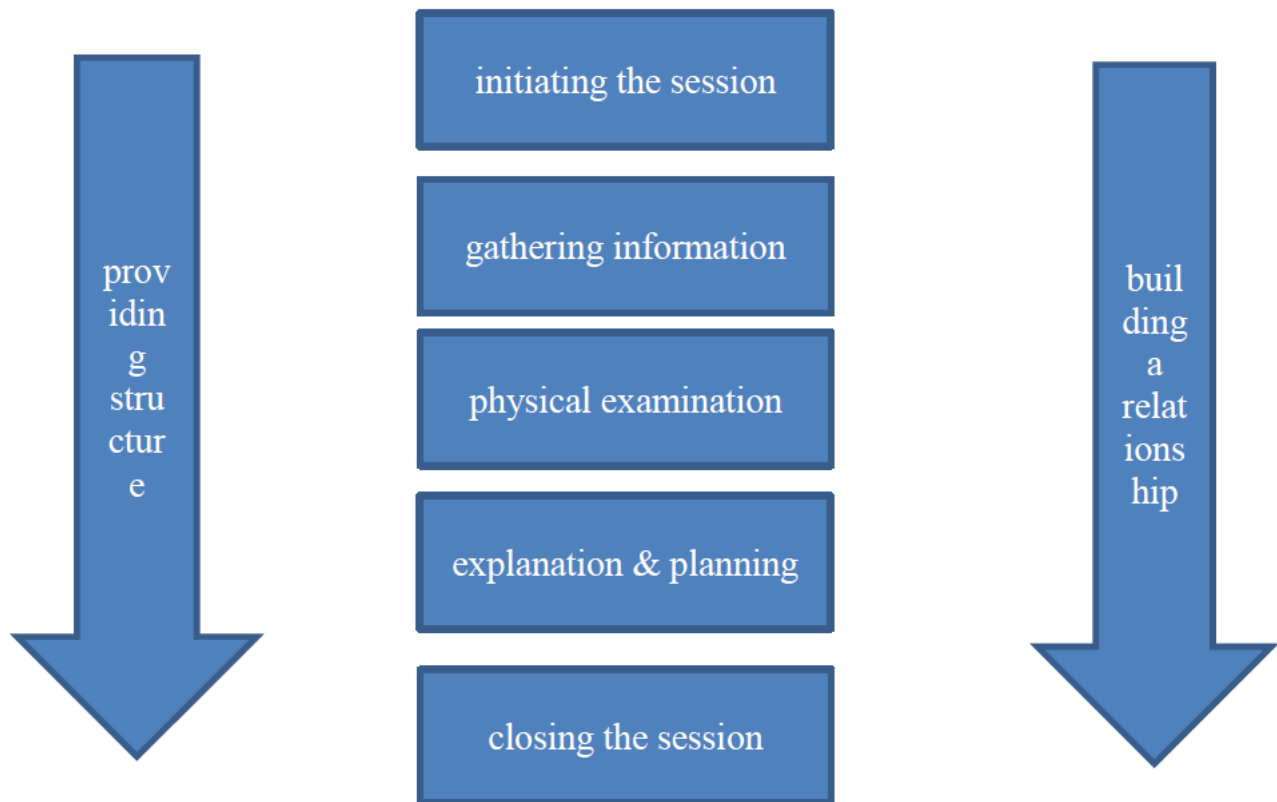 initiating the session
gathering information
physical examination
explanation & planning
closing the session
prov
idin
g
stru
ctur
e
buil
ding
a
relat
ions
hip